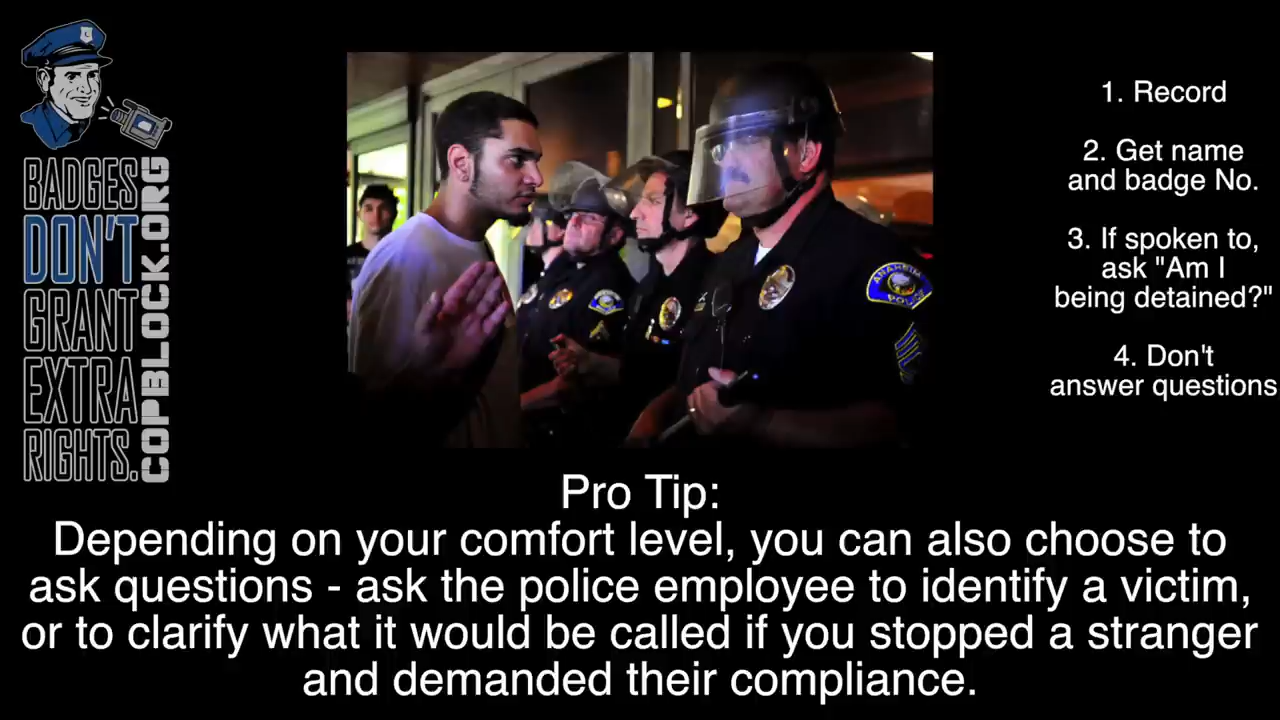 BADGES
DON'T
GRANT
EXTRA
RIGHTS.
COPBLOCK.ORG
ANAHEIM
POLICE
1. Record
2. Get name
and badge No.
3. If spoken to,
ask "Am I
being detained?"
4. Don't
answer questions
Pro Tip:
Depending on your comfort level, you can also choose to
ask questions - ask the police employee to identify a victim,
or to clarify what it would be called if you stopped a stranger
and demanded their compliance.